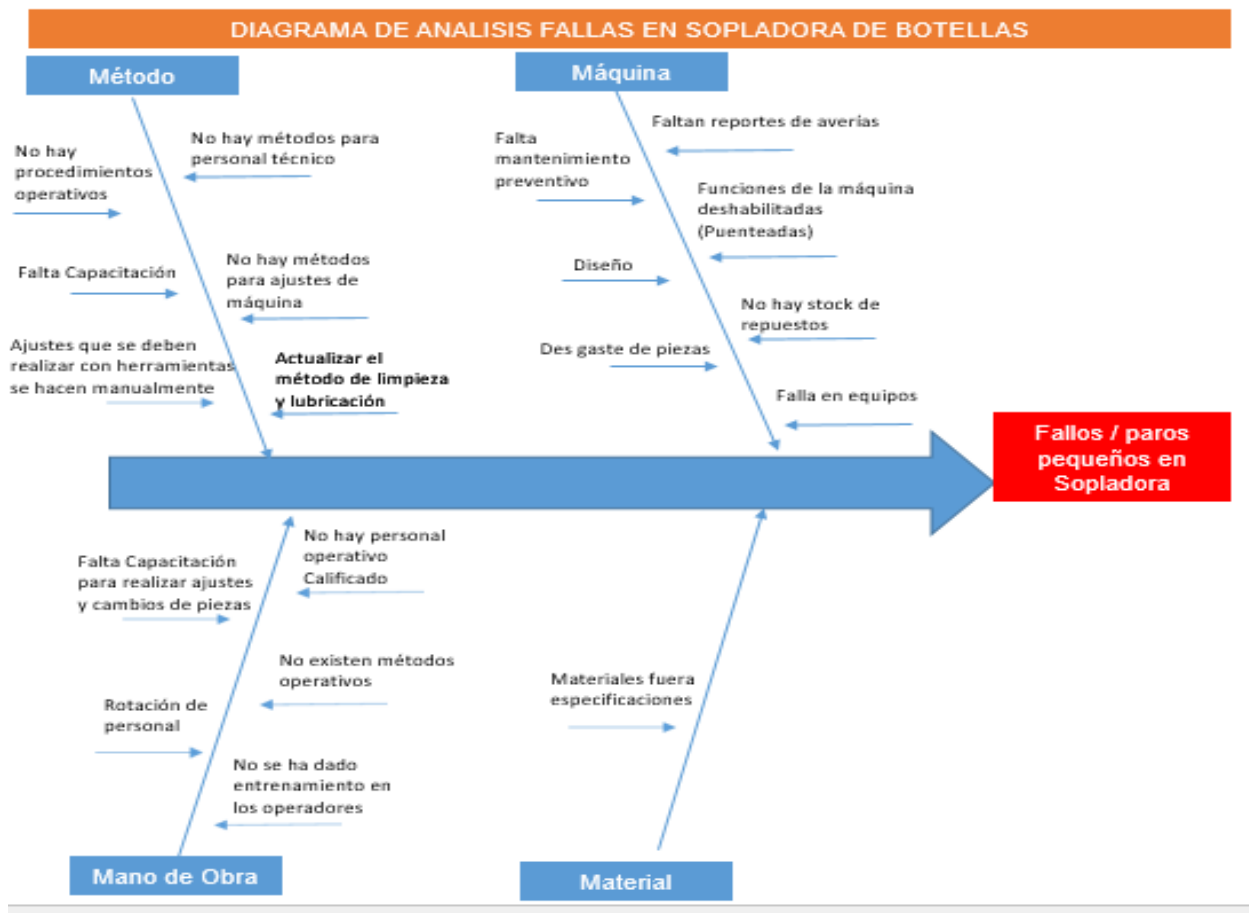 DIAGRAMA DE ANALISIS FALLAS EN SOPLADORA DE BOTELLAS
Método
No hay
procedimientos
operativos
No hay métodos para
personal técnico
Falta Capacitación
No hay métodos
para ajustes de
máquina
Ajustes que se deben
realizar con herramientas
se hacen manualmente
Actualizar el
método de limpieza
y lubricación
Máquina
Faltan reportes de averías
Falta
mantenimiento
preventivo
Funciones de la máquina
deshabilitadas
(Puenteadas)
Diseño
No hay stock de
repuestos
Des gaste de piezas
Falla en equipos
Fallos / paros
pequeños en
Sopladora
No hay personal
operativo
Calificado
Falta Capacitación
para realizar ajustes
y cambios de piezas
No existen métodos
operativos
Rotación de
personal
No se ha dado
entrenamiento en
los operadores
Mano de Obra
Materiales fuera
especificaciones
Material